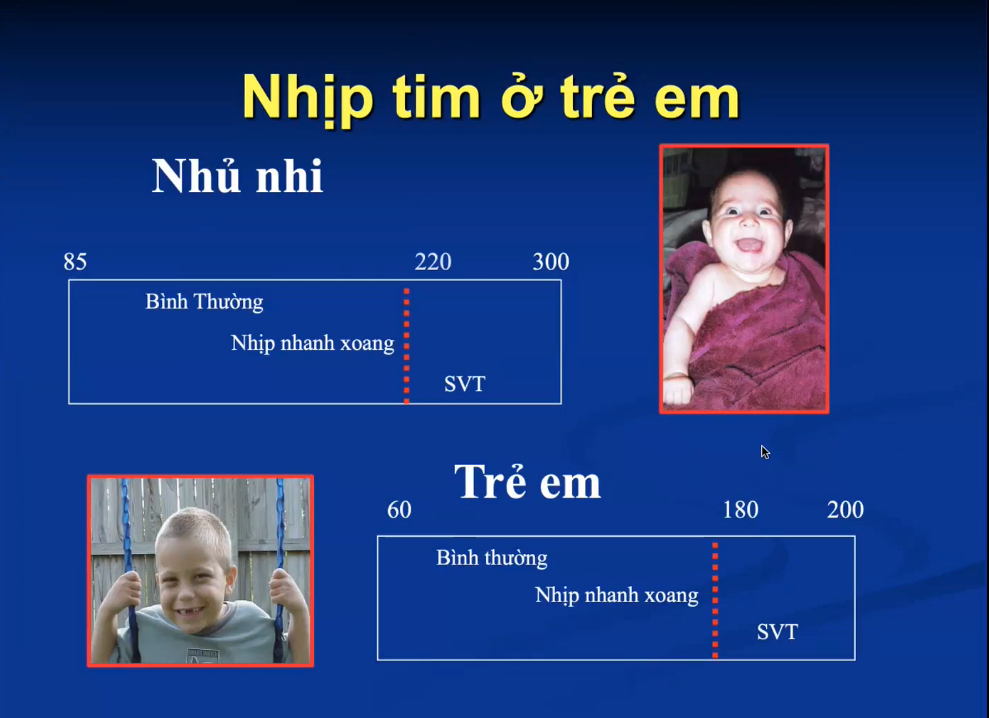 Nhịp tim ở trẻ em
Nhủ nhi
85 220 300
Bình Thường
Nhịp nhanh xoang
SVT
Trẻ em
60 180 200
Bình thường
Nhịp nhanh xoang
SVT